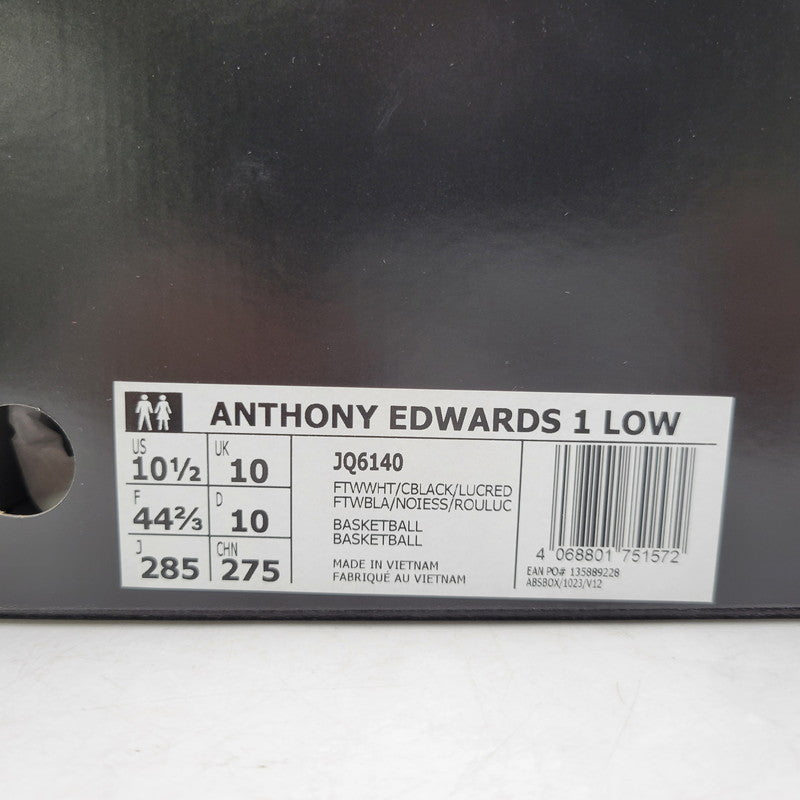 ANTHONY EDWARDS 1 LOW
US 10½ UK 10
F 44⅔ D 10
J 285 CHN 275
JQ6140
FTWWHT/CBLACK/LUCRED
FTWBLA/NOIESS/ROULUC
BASKETBALL
BASKETBALL
MADE IN VIETNAM
FABRIQUÉ AU VIETNAM
4 068801 751572
EAN PO# 135889228
ABSBOX/1023/V12